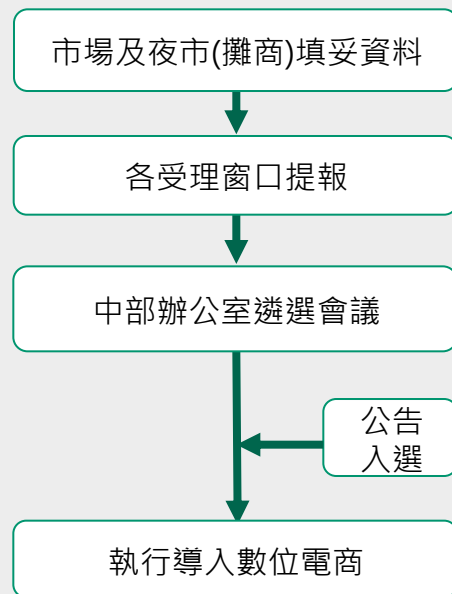 市場及夜市(攤商)填妥資料
各受理窗口提報
中部辦公室遴選會議
公告
入選
執行導入數位電商